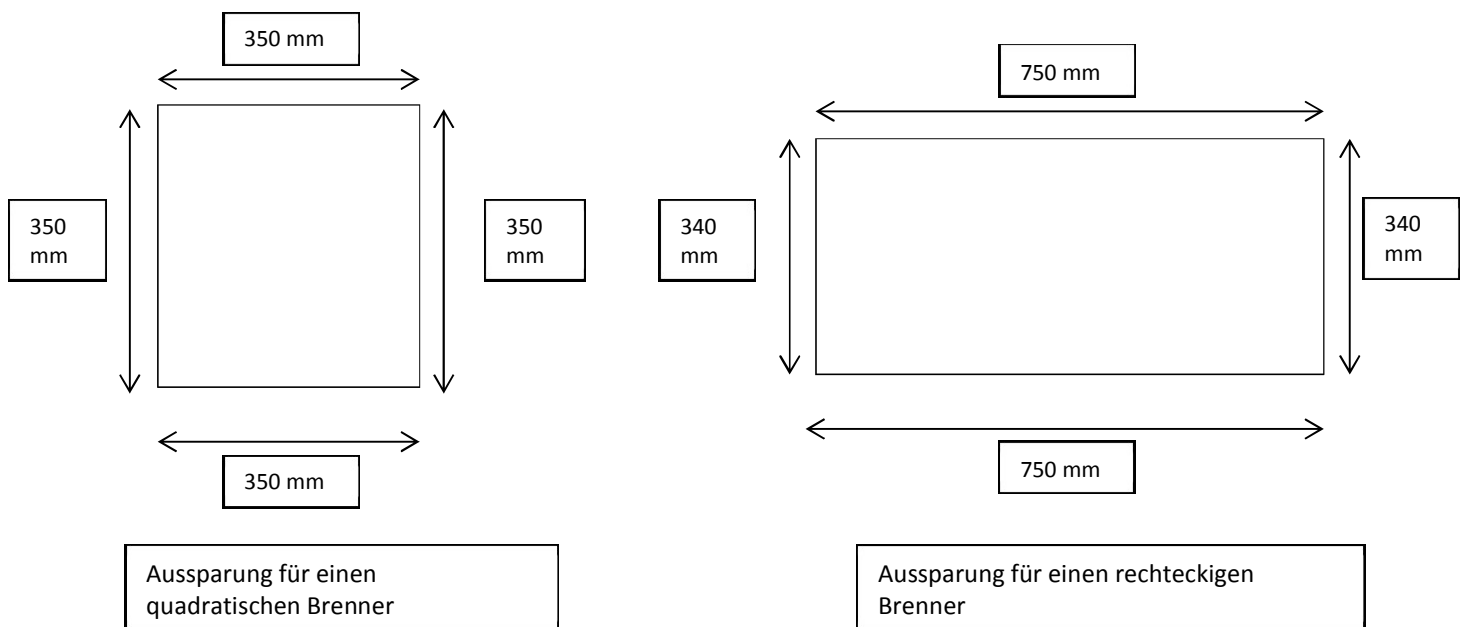 350 mm
350
mm
350
mm
350 mm
Aussparung für einen
quadratischen Brenner
750 mm
340
mm
340
mm
750 mm
Aussparung für einen rechteckigen
Brenner